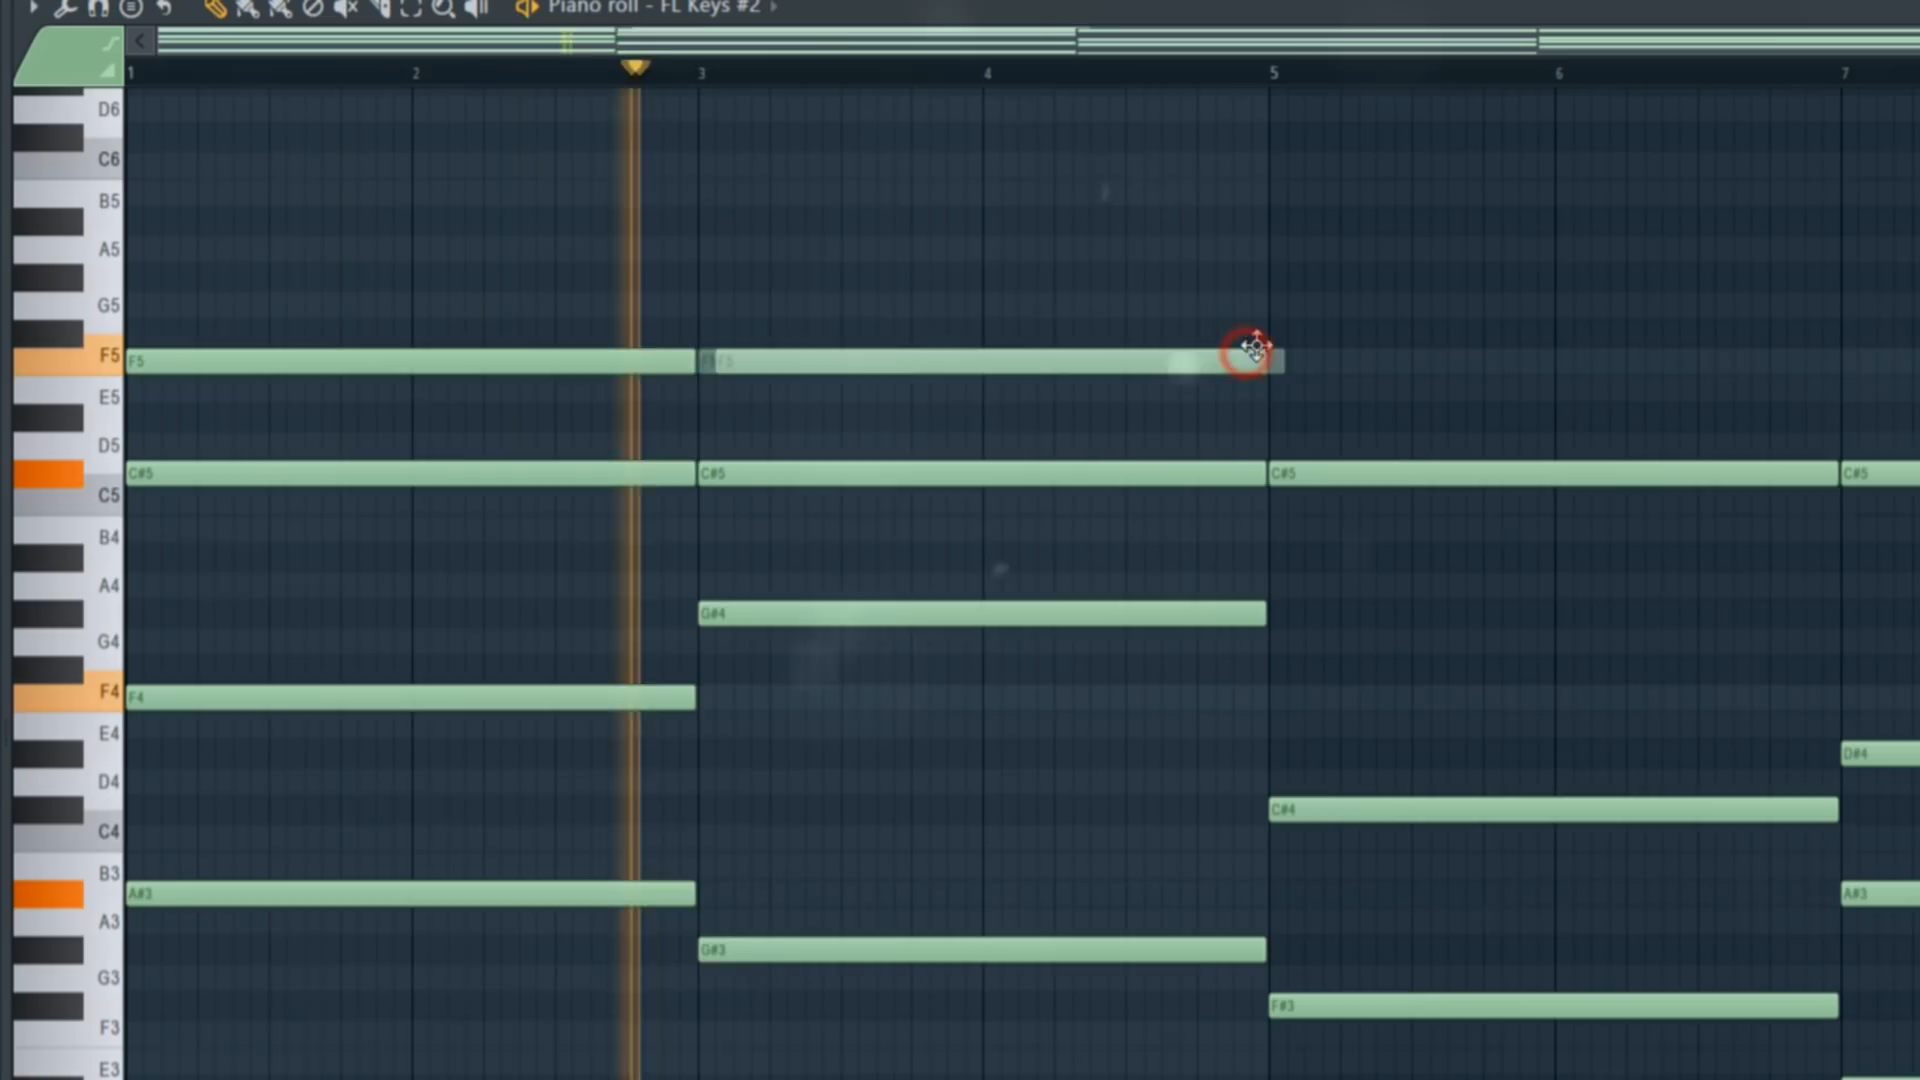 Piano roll - FL Keys #2
1 2 3 4 5 6 7
D6
C6
B5
A5
G5
F5 F5 F5
E5
D5
C#5 C#5 C#5 C#5
C5
B4
A4
G#4
G4
F4 F4
E4
D#4
D4
C#4
C4
B3
A#3 A#3
A3
G#3
G3
F#3
F3
E3